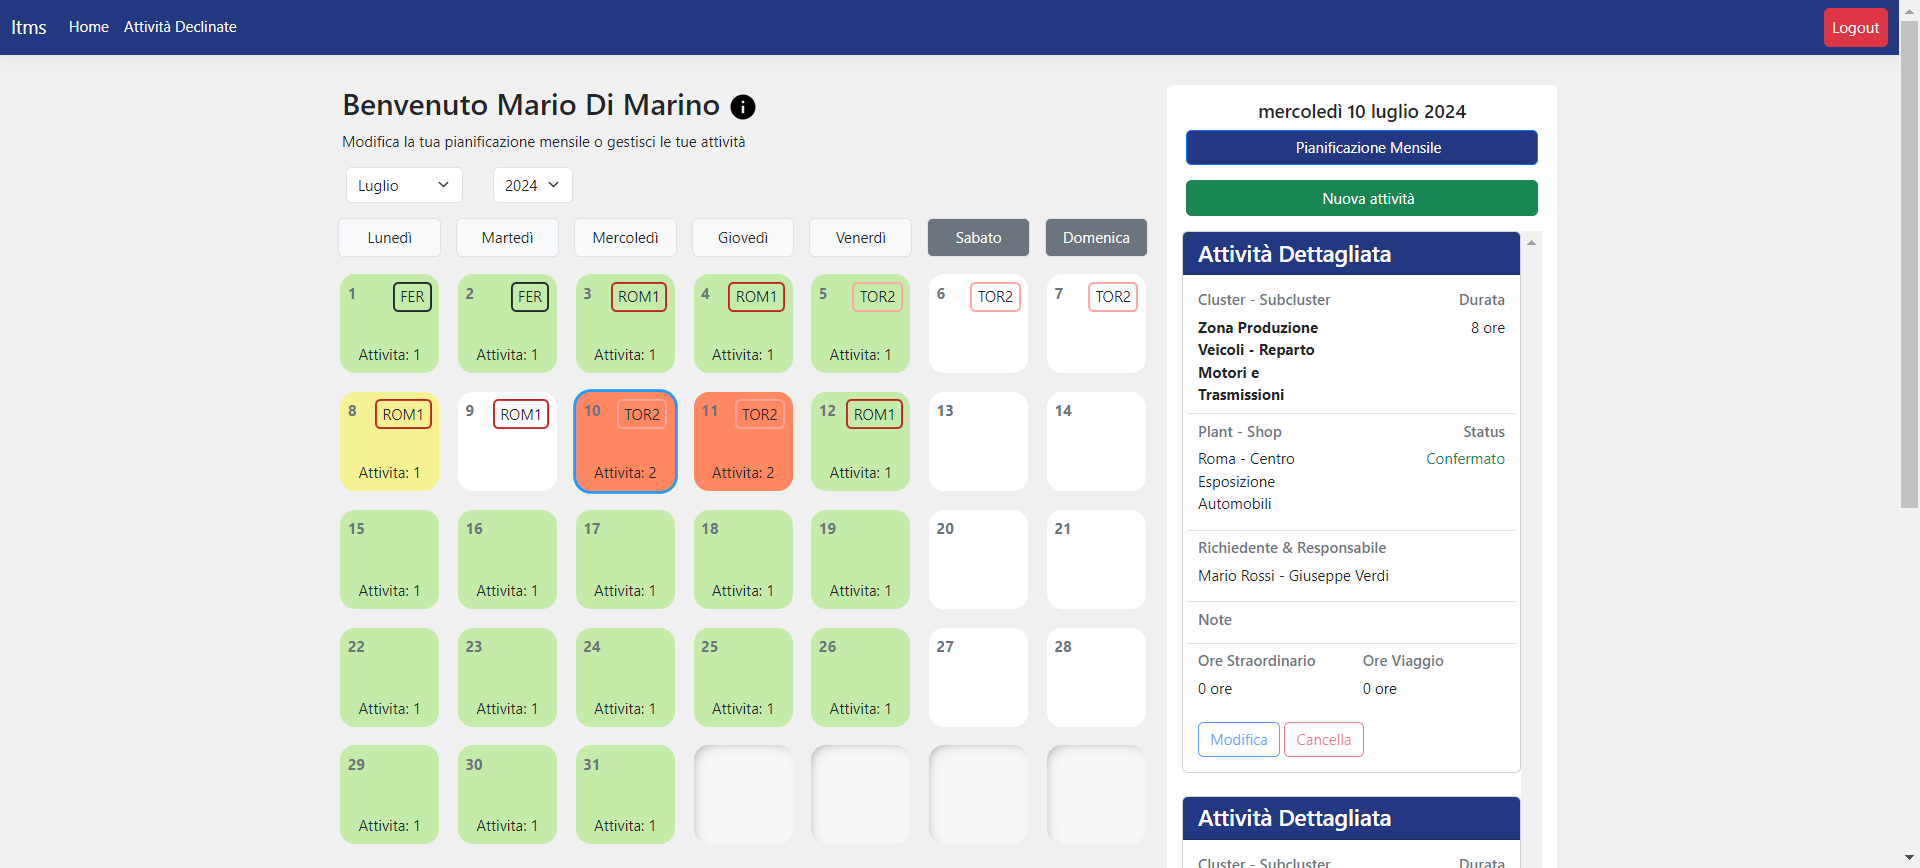 Itms Home Attività Declinate Logout
Benvenuto Mario Di Marino
Modifica la tua pianificazione mensile o gestisci le tue attività
Luglio 2024
Lunedì Martedì Mercoledì Giovedì Venerdì Sabato Domenica
1 FER 2 FER 3 ROM1 4 ROM1 5 TOR2 6 TOR2 7 TOR2
Attivita: 1 Attivita: 1 Attivita: 1 Attivita: 1 Attivita: 1
8 ROM1 9 ROM1 10 TOR2 11 TOR2 12 ROM1 13 14
Attivita: 1 Attivita: 2 Attivita: 2 Attivita: 1
15 16 17 18 19 20 21
Attivita: 1 Attivita: 1 Attivita: 1 Attivita: 1 Attivita: 1
22 23 24 25 26 27 28
Attivita: 1 Attivita: 1 Attivita: 1 Attivita: 1 Attivita: 1
29 30 31
Attivita: 1 Attivita: 1 Attivita: 1
mercoledì 10 luglio 2024
Pianificazione Mensile
Nuova attività
Attività Dettagliata
Cluster - Subcluster Durata
Zona Produzione 8 ore
Veicoli - Reparto
Motori e
Trasmissioni
Plant - Shop Status
Roma - Centro Confermato
Esposizione
Automobili
Richiedente & Responsabile
Mario Rossi - Giuseppe Verdi
Note
Ore Straordinario Ore Viaggio
0 ore 0 ore
Modifica Cancella
Attività Dettagliata
Cluster - Subcluster Durata